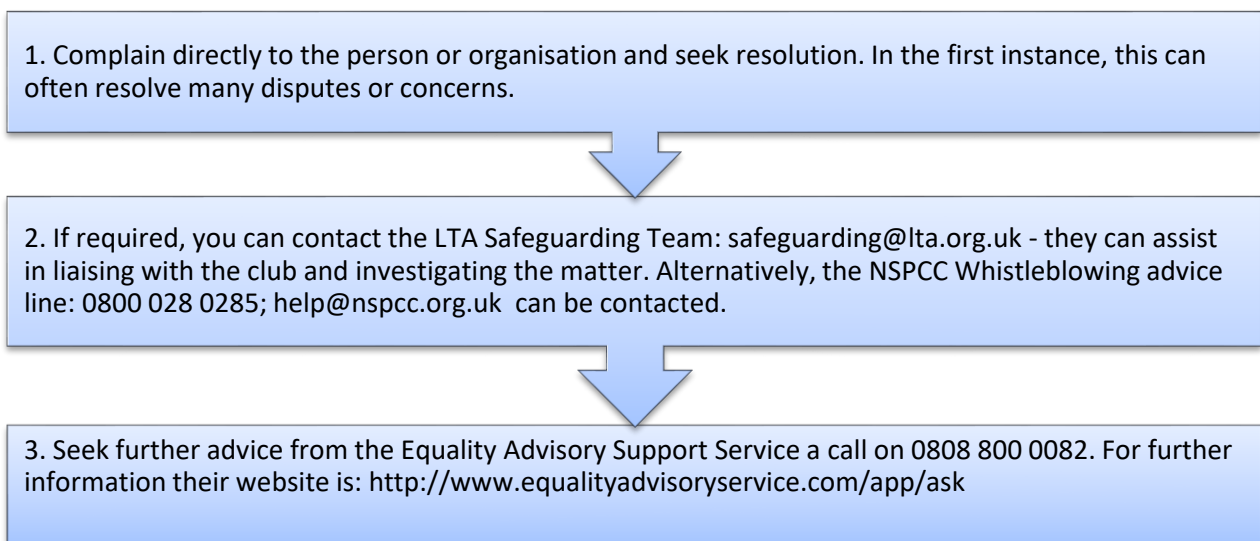 1. Complain directly to the person or organisation and seek resolution. In the first instance, this can
often resolve many disputes or concerns.
2. If required, you can contact the LTA Safeguarding Team: safeguarding@lta.org.uk - they can assist
in liaising with the club and investigating the matter. Alternatively, the NSPCC Whistleblowing advice
line: 0800 028 0285; help@nspcc.org.uk  can be contacted.
3. Seek further advice from the Equality Advisory Support Service a call on 0808 800 0082. For further
information their website is: http://www.equalityadvisoryservice.com/app/ask